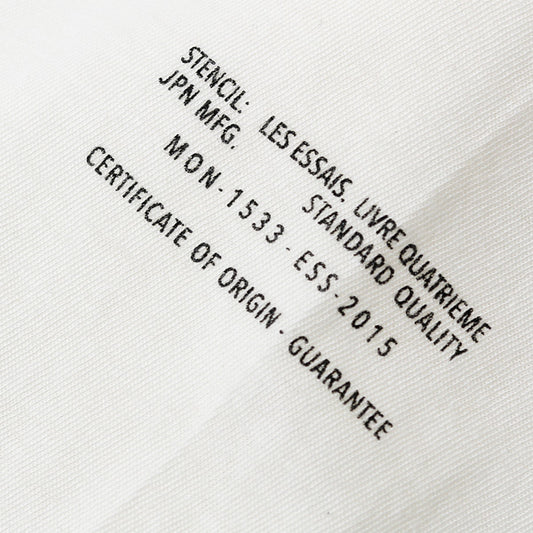 STENCIL: LES ESSAIS. LIVRE QUATRIEME
JPN MFG. STANDARD QUALITY
MON-1533-ESS-2015
CERTIFICATE OF ORIGIN - GUARANTEE